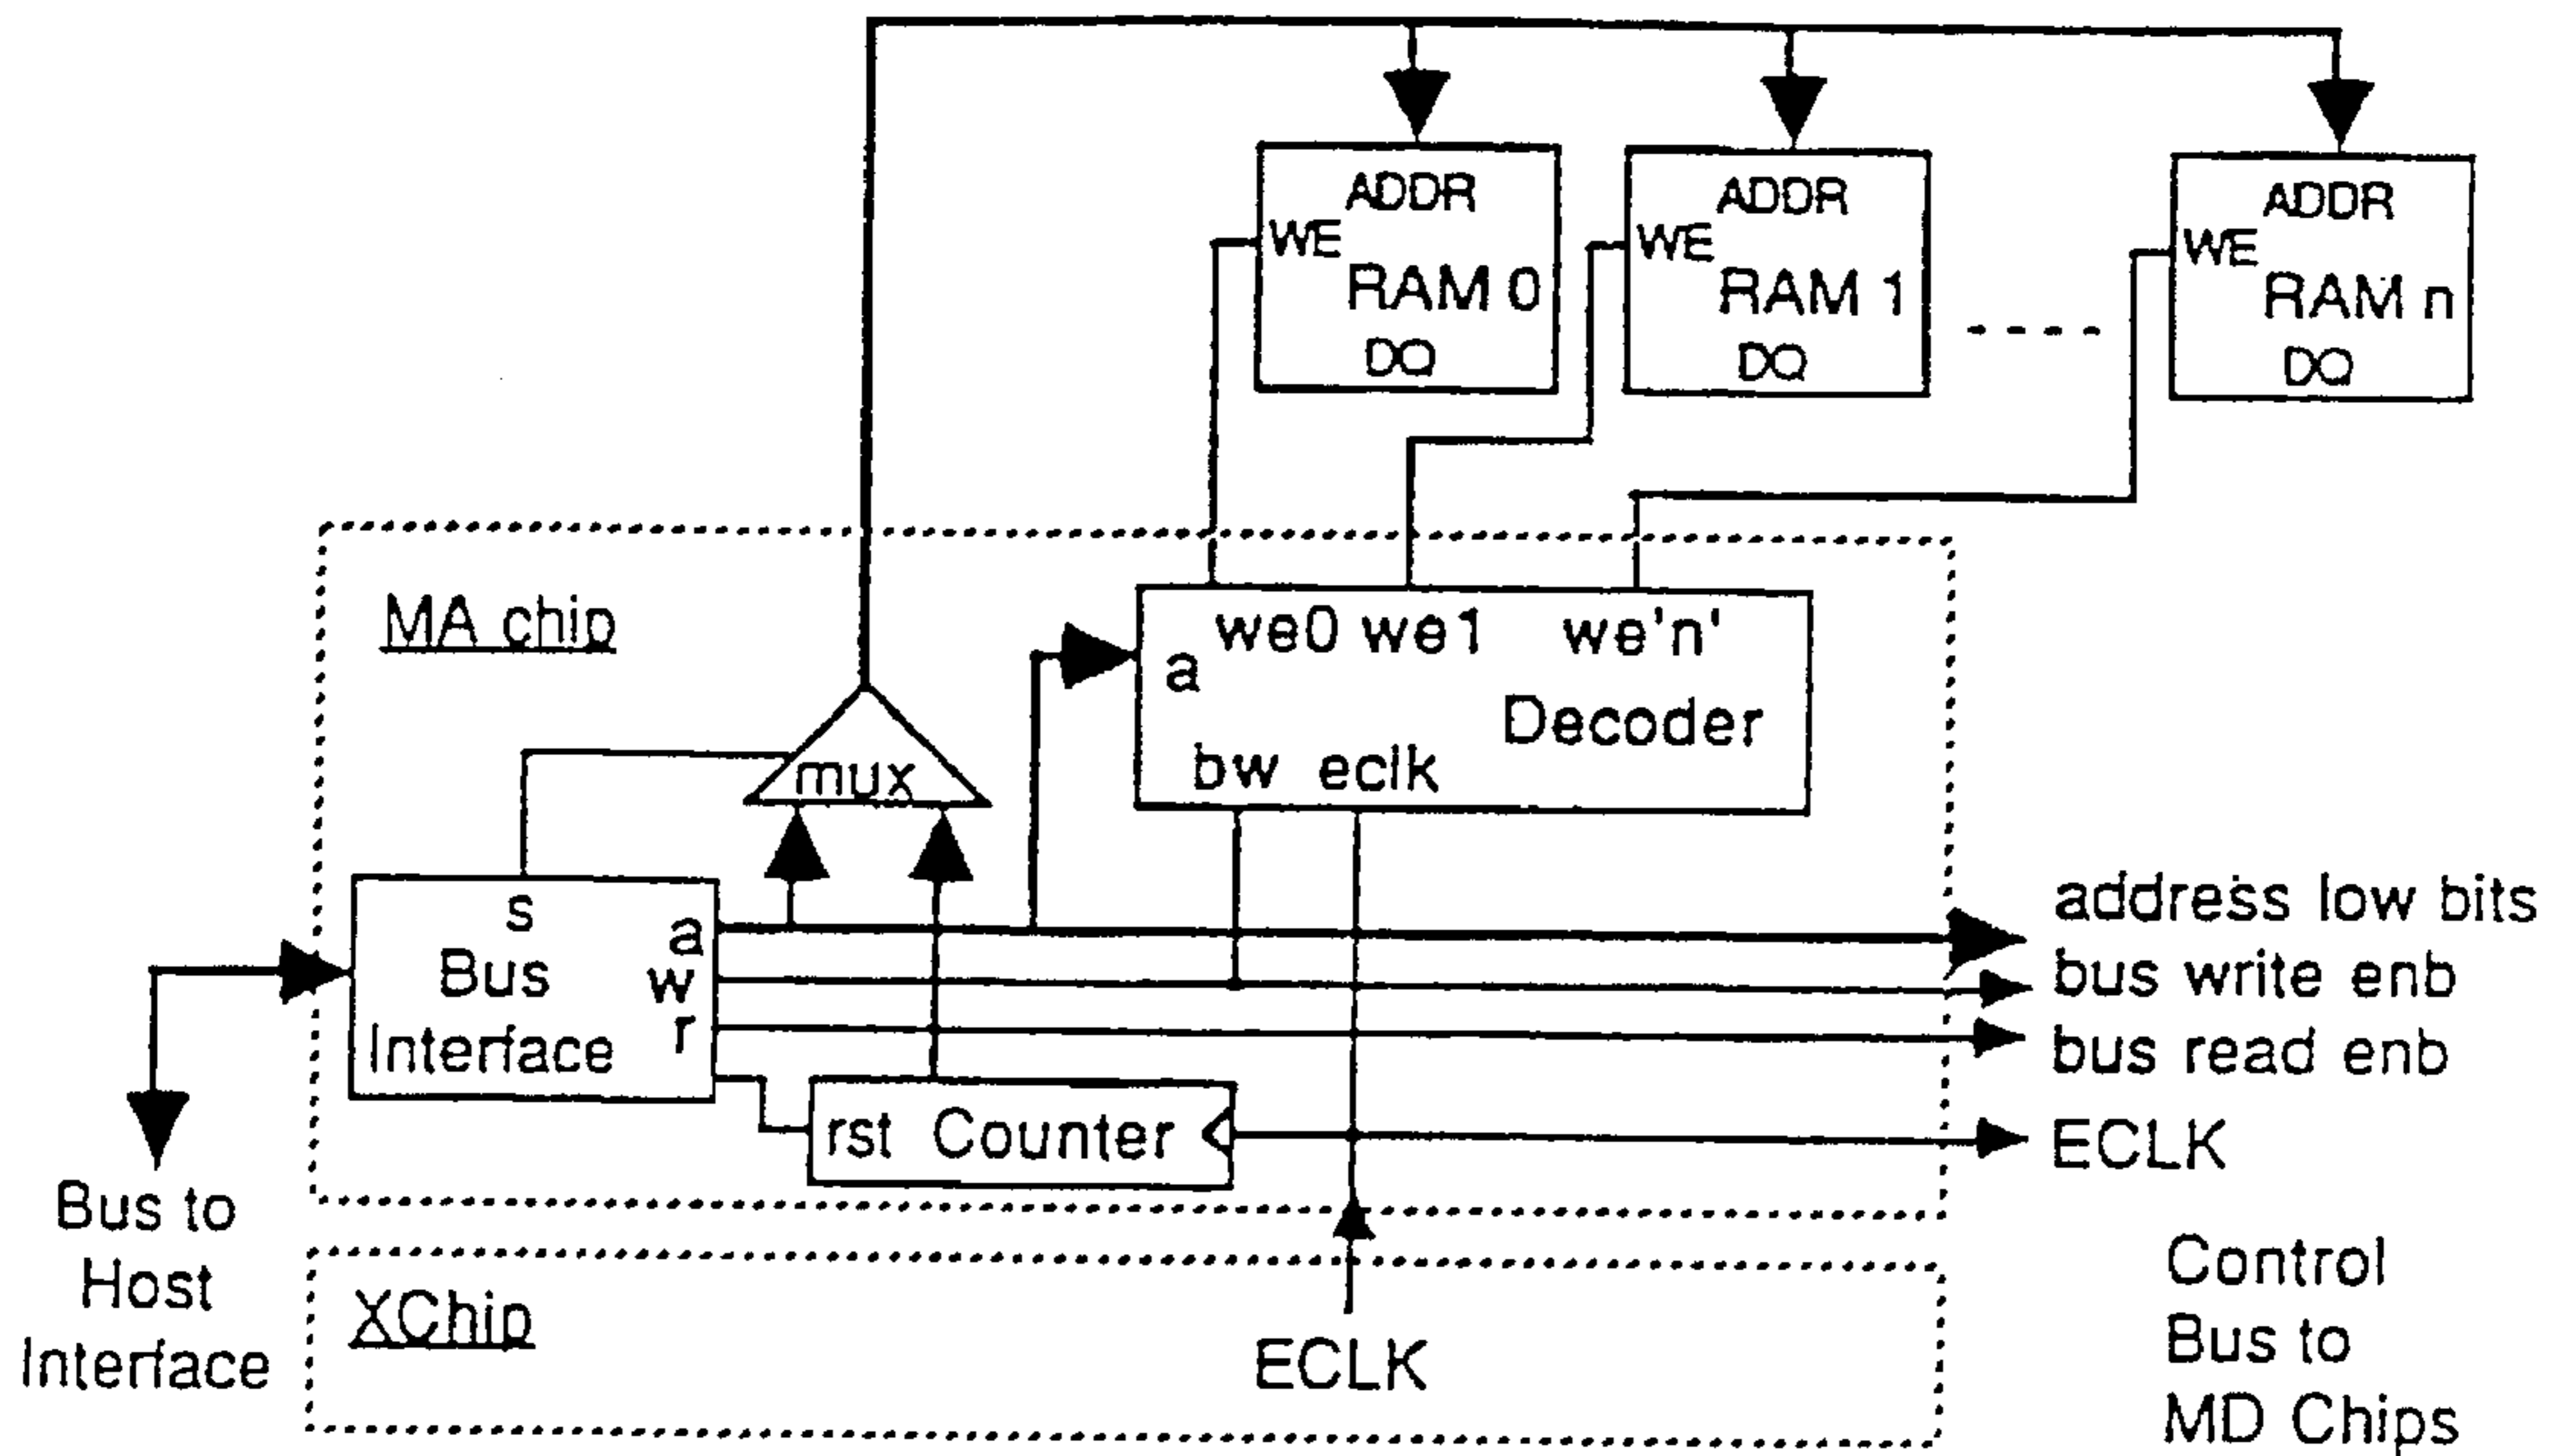 ADDR
WE
RAM 0
DQ
ADDR
WE
RAM 1
DQ
ADDR
WE
RAM n
DQ
MA chip
we0 we1 we'n'
a
Decoder
bw eclk
mux
s
a
Bus
w
Interface
r
rst Counter
address low bits
bus write enb
bus read enb
ECLK
Bus to
Host
Interface
XChip
ECLK
Control
Bus to
MD Chips